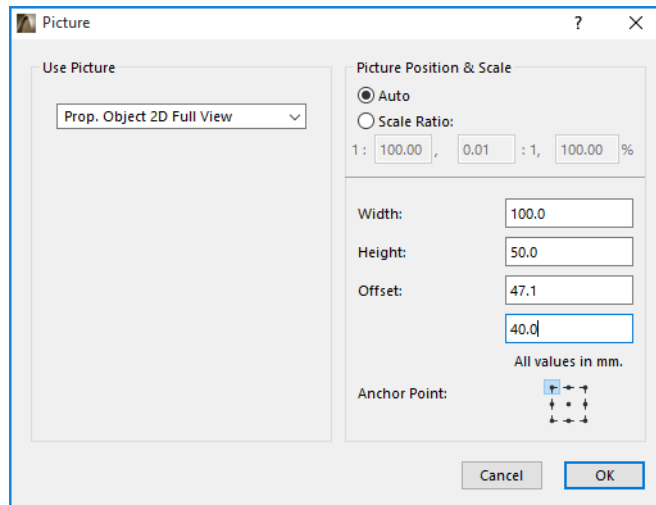 Picture
?
Use Picture
Prop. Object 2D Full View
Picture Position & Scale
Auto
Scale Ratio:
1 : 100.00 , 0.01 : 1, 100.00 %
Width: 100.0
Height: 50.0
Offset: 47.1
40.0
All values in mm.
Anchor Point:
Cancel OK